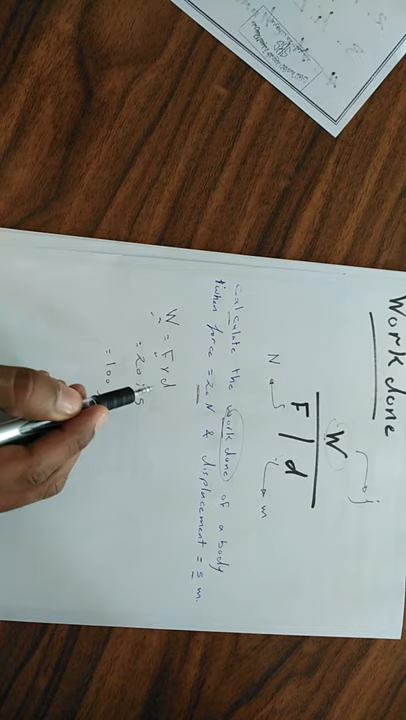 Work done
W
J
F / d
N
m
Calculate the work done of a body
when force = 20 N & displacement = 5 m.
W = F x d
= 20 x 5
= 100